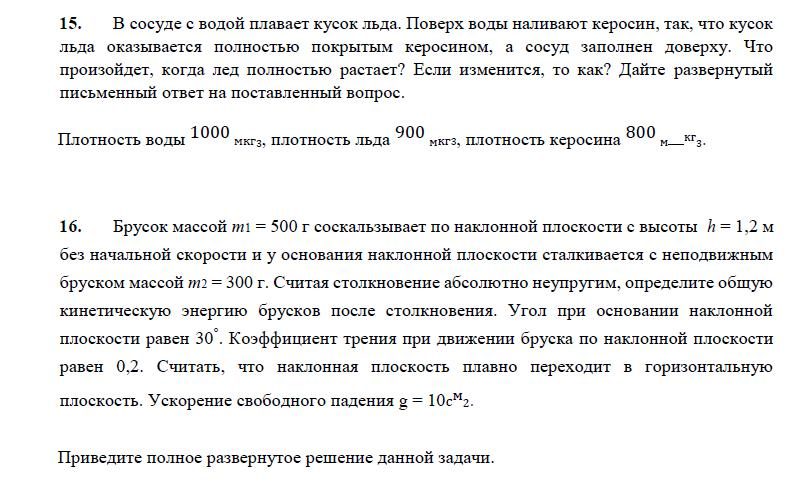 15. В сосуде с водой плавает кусок льда. Поверх воды наливают керосин, так, что кусок
льда оказывается полностью покрытым керосином, а сосуд заполнен доверху. Что
произойдет, когда лед полностью растает? Если изменится, то как? Дайте развернутый
письменный ответ на поставленный вопрос.
Плотность воды 1000 мкг3, плотность льда 900 мкг3, плотность керосина 800 м—кг3.
16. Брусок массой m1 = 500 г соскальзывает по наклонной плоскости с высоты h = 1,2 м
без начальной скорости и у основания наклонной плоскости сталкивается с неподвижным
бруском массой m2 = 300 г. Считая столкновение абсолютно неупругим, определите общую
кинетическую энергию брусков после столкновения. Угол при основании наклонной
плоскости равен 30°. Коэффициент трения при движении бруска по наклонной плоскости
равен 0,2. Считать, что наклонная плоскость плавно переходит в горизонтальную
плоскость. Ускорение свободного падения g = 10см2.
Приведите полное развернутое решение данной задачи.